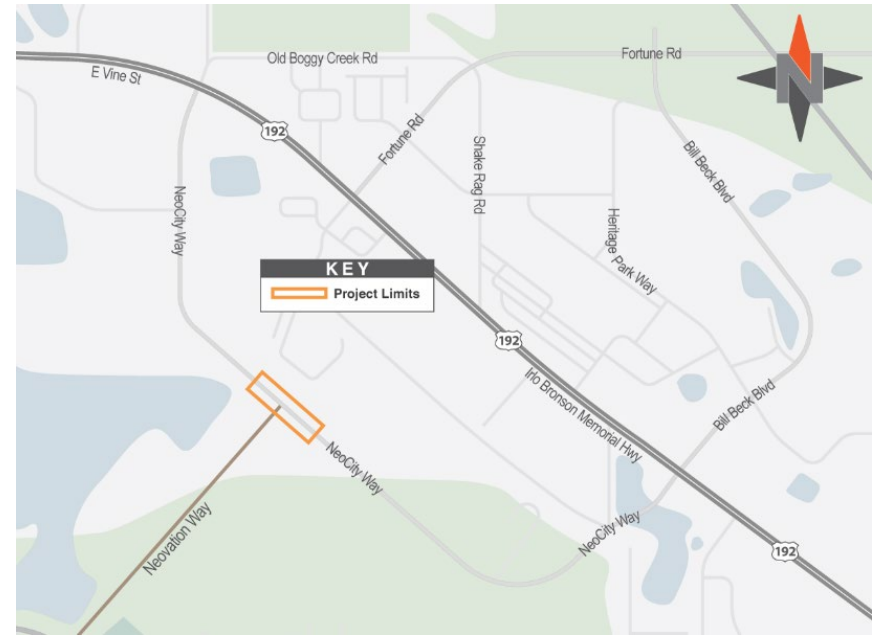 Old Boggy Creek Rd
Fortune Rd
E Vine St
192
Fortune Rd
Shake Rag Rd
Bill Beck Blvd
NeoCity Way
Heritage Park Way
KEY
Project Limits
192
Irlo Bronson Memorial Hwy
Bill Beck Blvd
NeoCity Way
Neovation Way
NeoCity Way
192
N